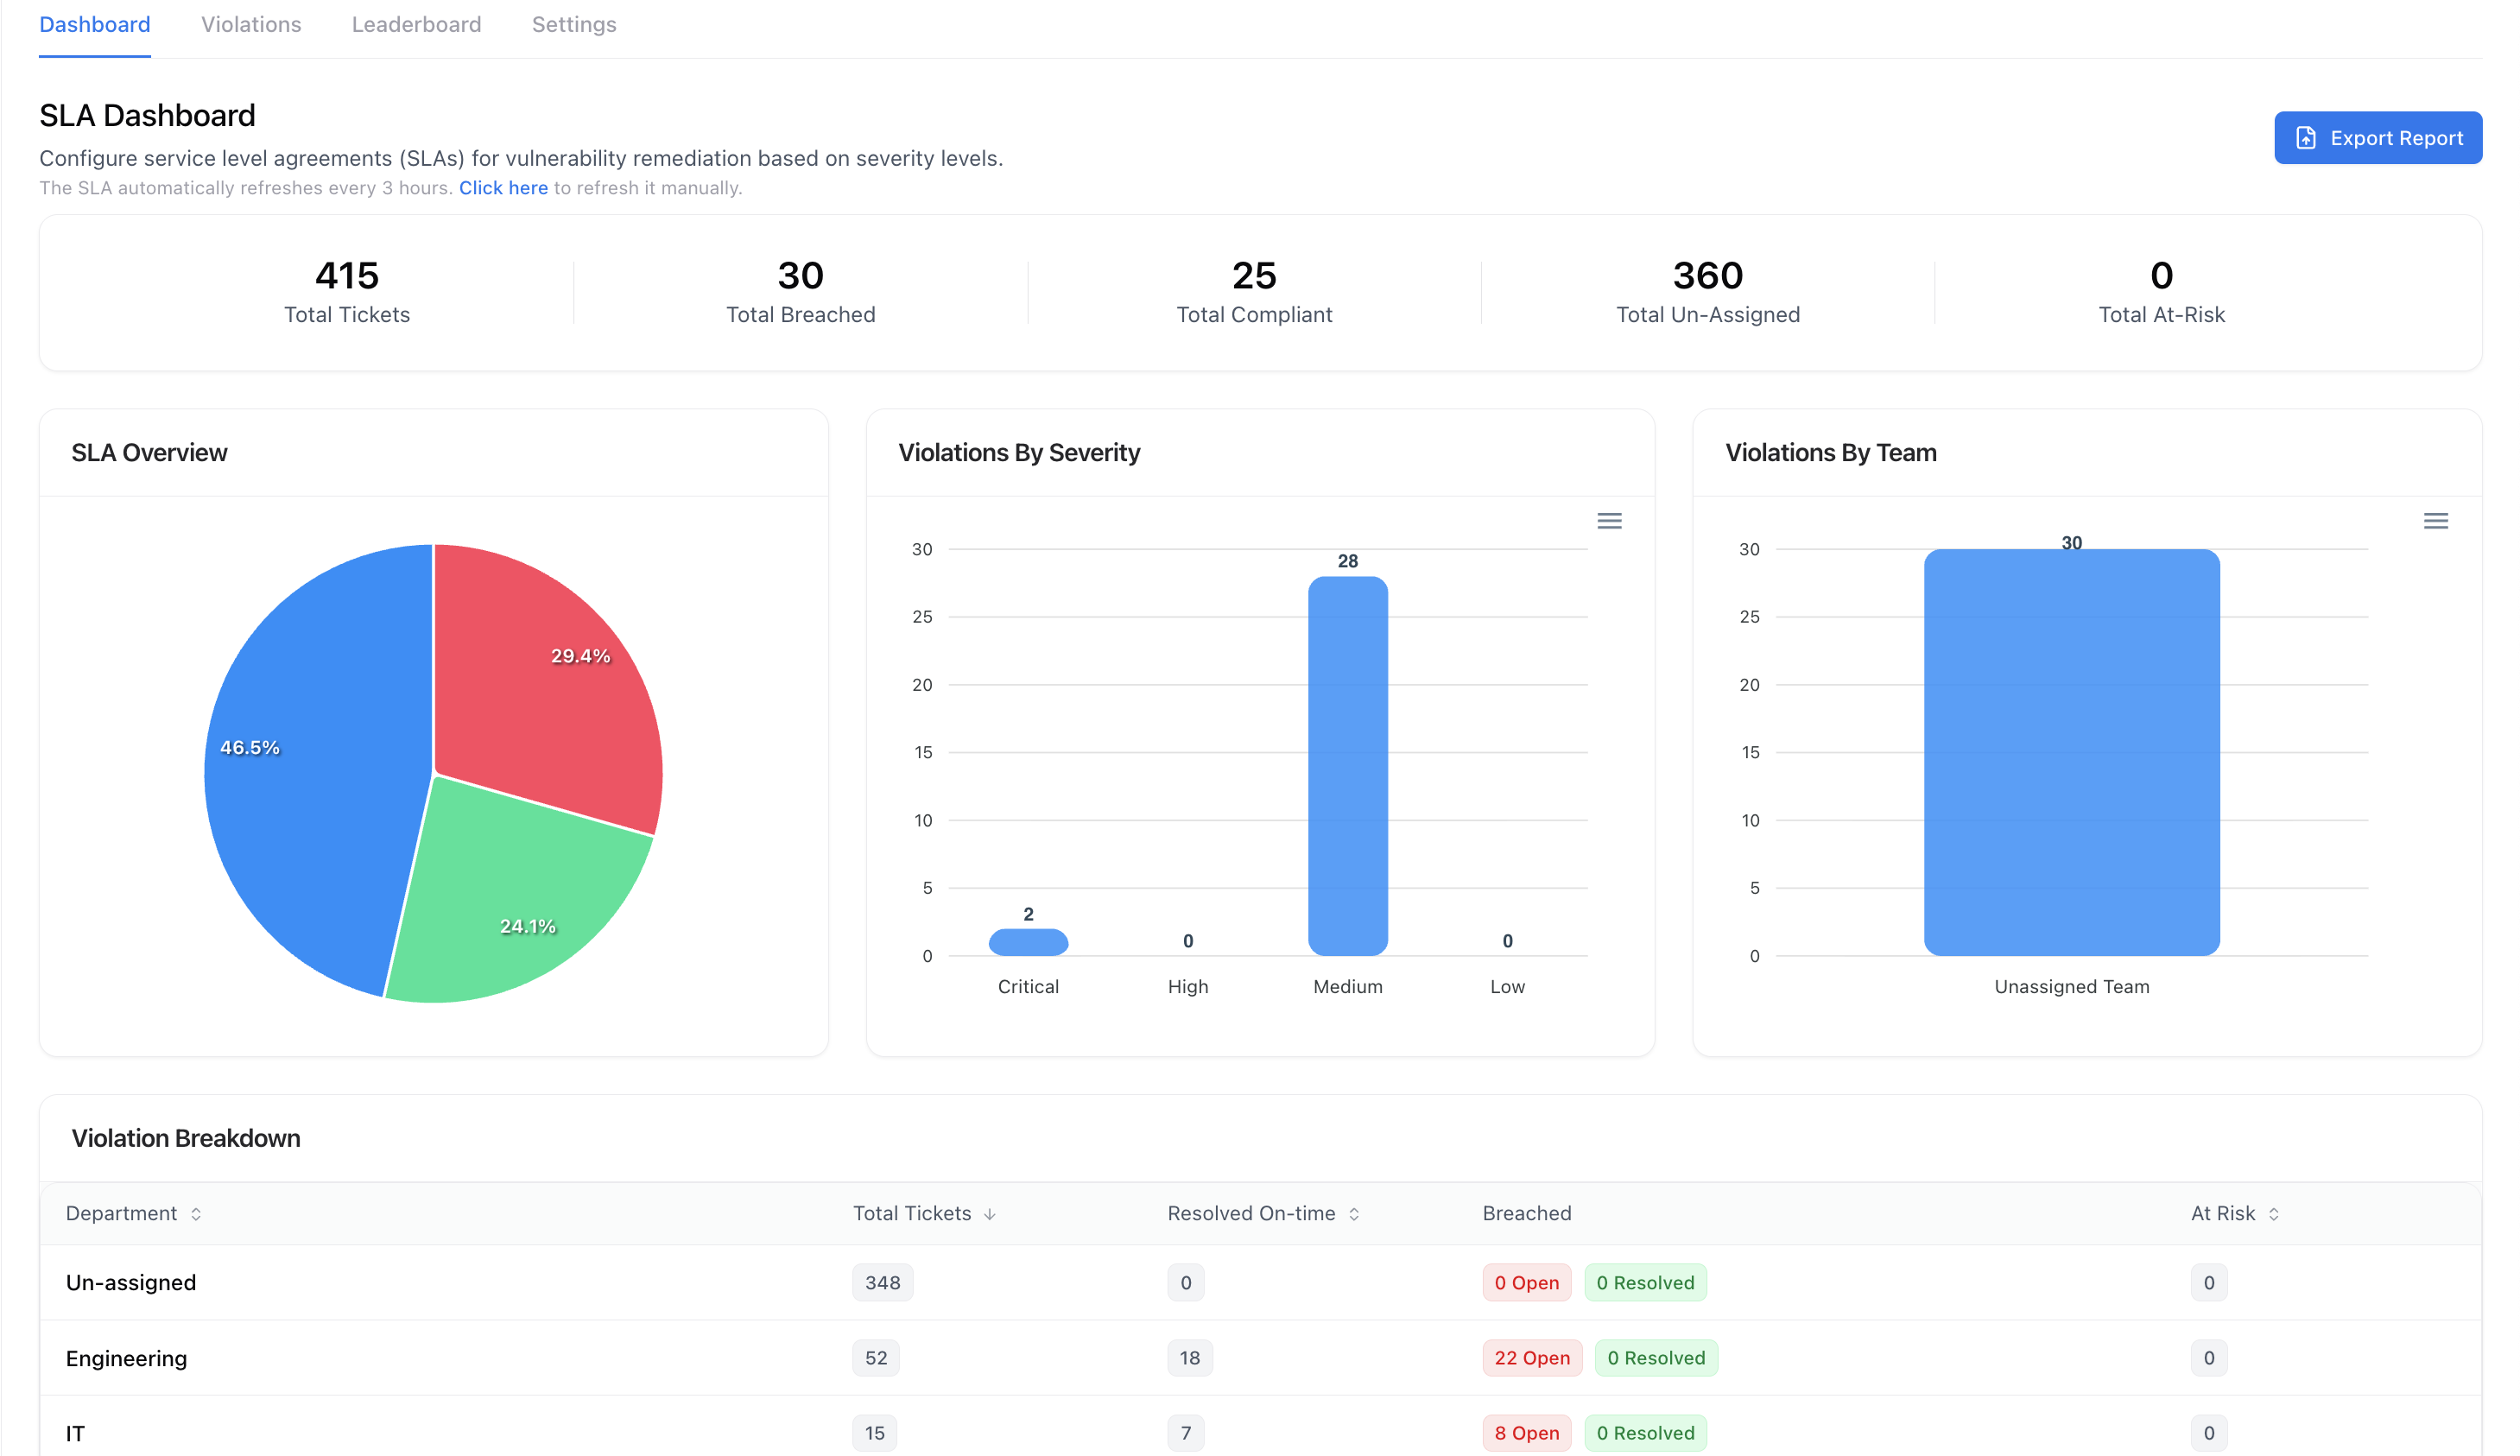 Dashboard Violations Leaderboard Settings
SLA Dashboard
Export Report
Configure service level agreements (SLAs) for vulnerability remediation based on severity levels.
The SLA automatically refreshes every 3 hours. Click here to refresh it manually.
415 30 25 360 0
Total Tickets Total Breached Total Compliant Total Un-Assigned Total At-Risk
SLA Overview
29.4%
46.5%
24.1%
Violations By Severity
30
28
25
20
15
10
5
2
0
0
0
Critical High Medium Low
Violations By Team
30
30
25
20
15
10
5
0
Unassigned Team
Violation Breakdown
Department Total Tickets Resolved On-time Breached At Risk
Un-assigned 348 0 0 Open 0 Resolved 0
Engineering 52 18 22 Open 0 Resolved 0
IT 15 7 8 Open 0 Resolved 0